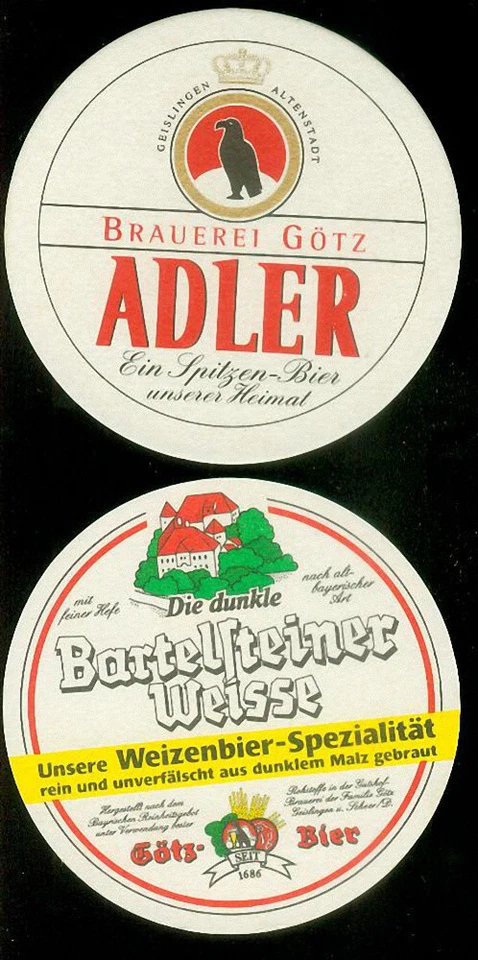 GEISLINGEN ALTENSTADT
BRAUEREI GÖTZ
ADLER
Ein Spitzen-Bier
unserer Heimat
mit
feiner Hefe
nach alt-
bayerischer
Art
Die dunkle
Bartelsteiner
Weisse
Unsere Weizenbier-Spezialität
rein und unverfälscht aus dunklem Malz gebraut
Hergestellt nach dem
Bayrischen Reinheitsgebot
unter Verwendung bester
Rohstoffe in der Gutshof-
Brauerei der Familie Götz
Geislingen u. Scheer/D.
Götz- Bier
SEIT
1686